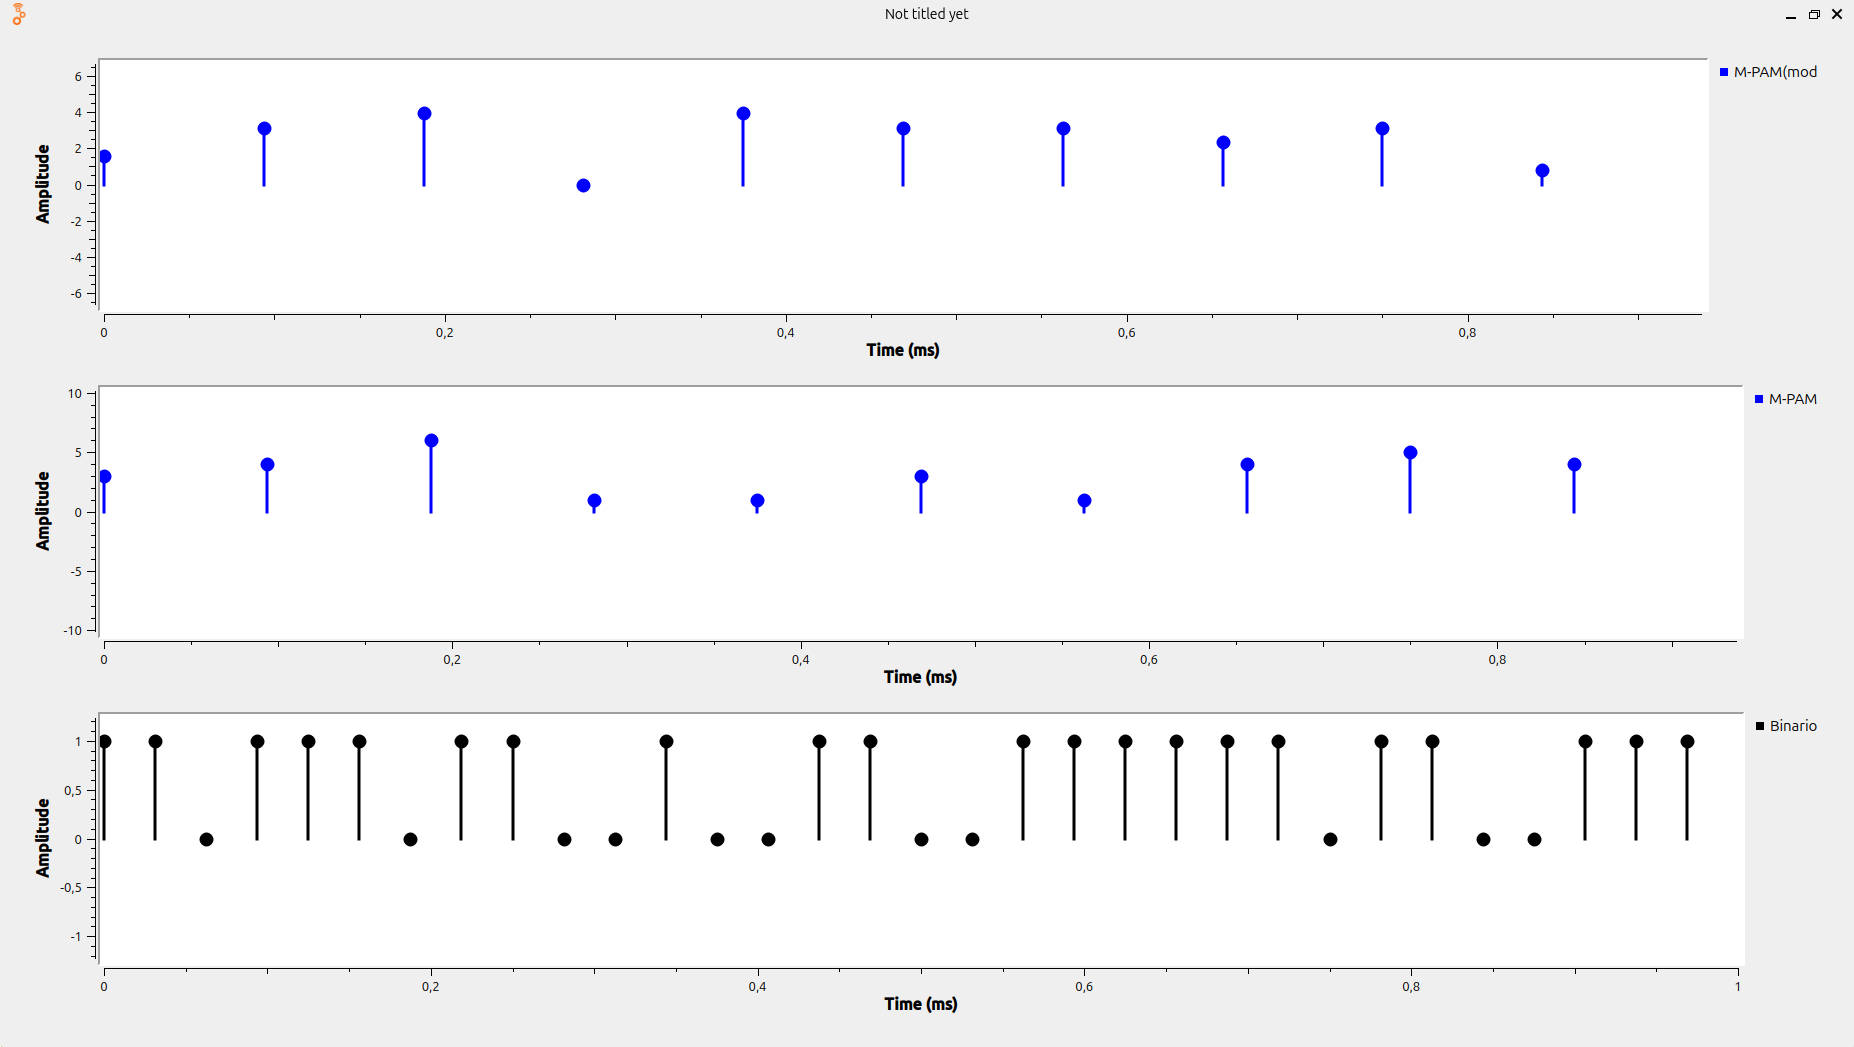 Not titled yet
M-PAM(mod
Amplitude
6
4
2
0
-2
-4
-6
0 0,2 0,4 0,6 0,8
Time (ms)
M-PAM
Amplitude
10
5
0
-5
-10
0 0,2 0,4 0,6 0,8
Time (ms)
Binario
Amplitude
1
0,5
0
-0,5
-1
0 0,2 0,4 0,6 0,8 1
Time (ms)